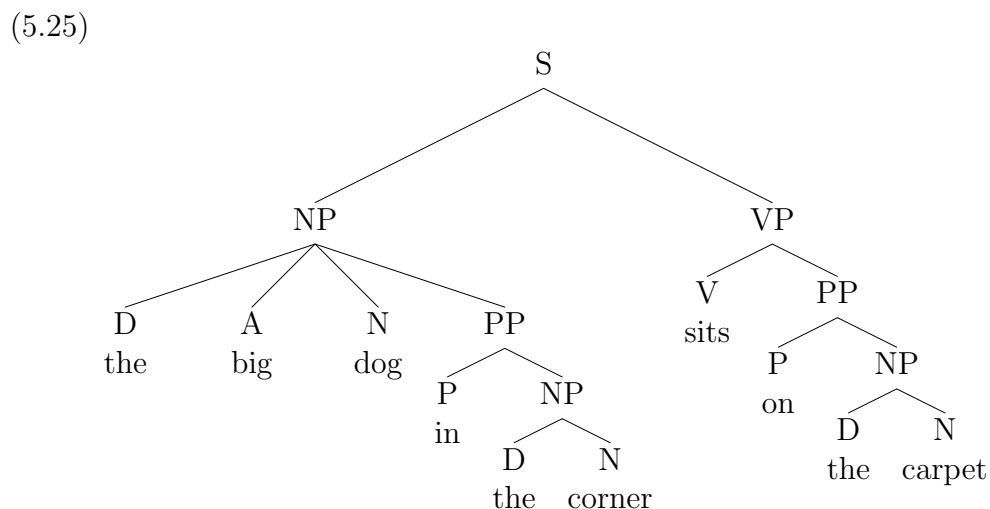 (5.25)
S
NP VP
V PP
D A N PP
sits
the big dog
P NP
P NP
on
in
D N
D N
the carpet
the corner